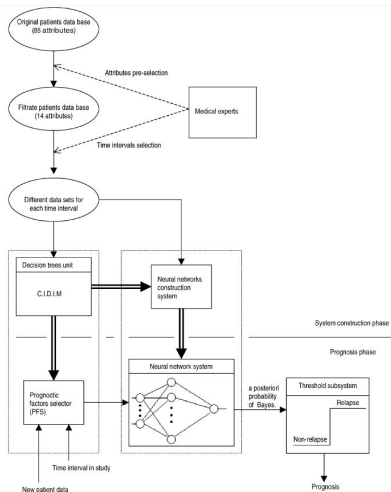 Original patients data base
(85 attributes)
Attributes pre-selection
Filtrate patients data base
(14 attributes)
Medical experts
Time intervals selection
Different data sets for
each time interval
Decision trees unit
C.I.D.I.M
Neural networks
construction
system
System construction phase
Prognosis phase
Neural network system
Prognoctic
factors selector
(PFS)
a posteriori
probability
of Bayes.
Threshold subsystem
Relapse
Non-relapse
Time interval in study
New patient data
Prognosis